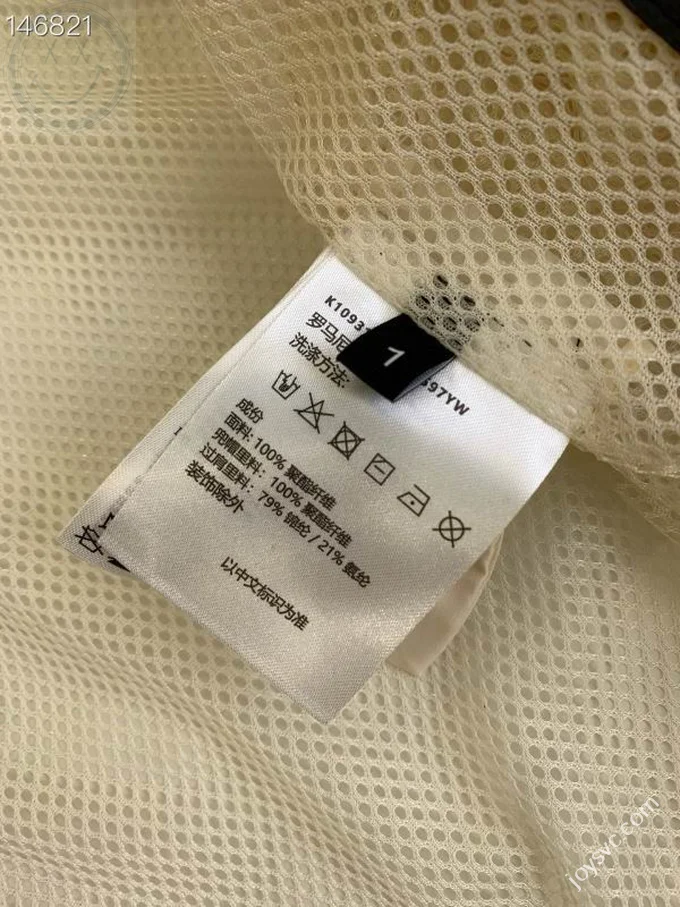 146821
K1093
697YW
罗马尼
洗涤方法:
1
成份
面料: 100% 聚酯纤维
兜帽里料: 100% 聚酯纤维
过肩里料: 79% 锦纶 / 21% 氨纶
装饰除外
以中文标识为准
joysvc.com